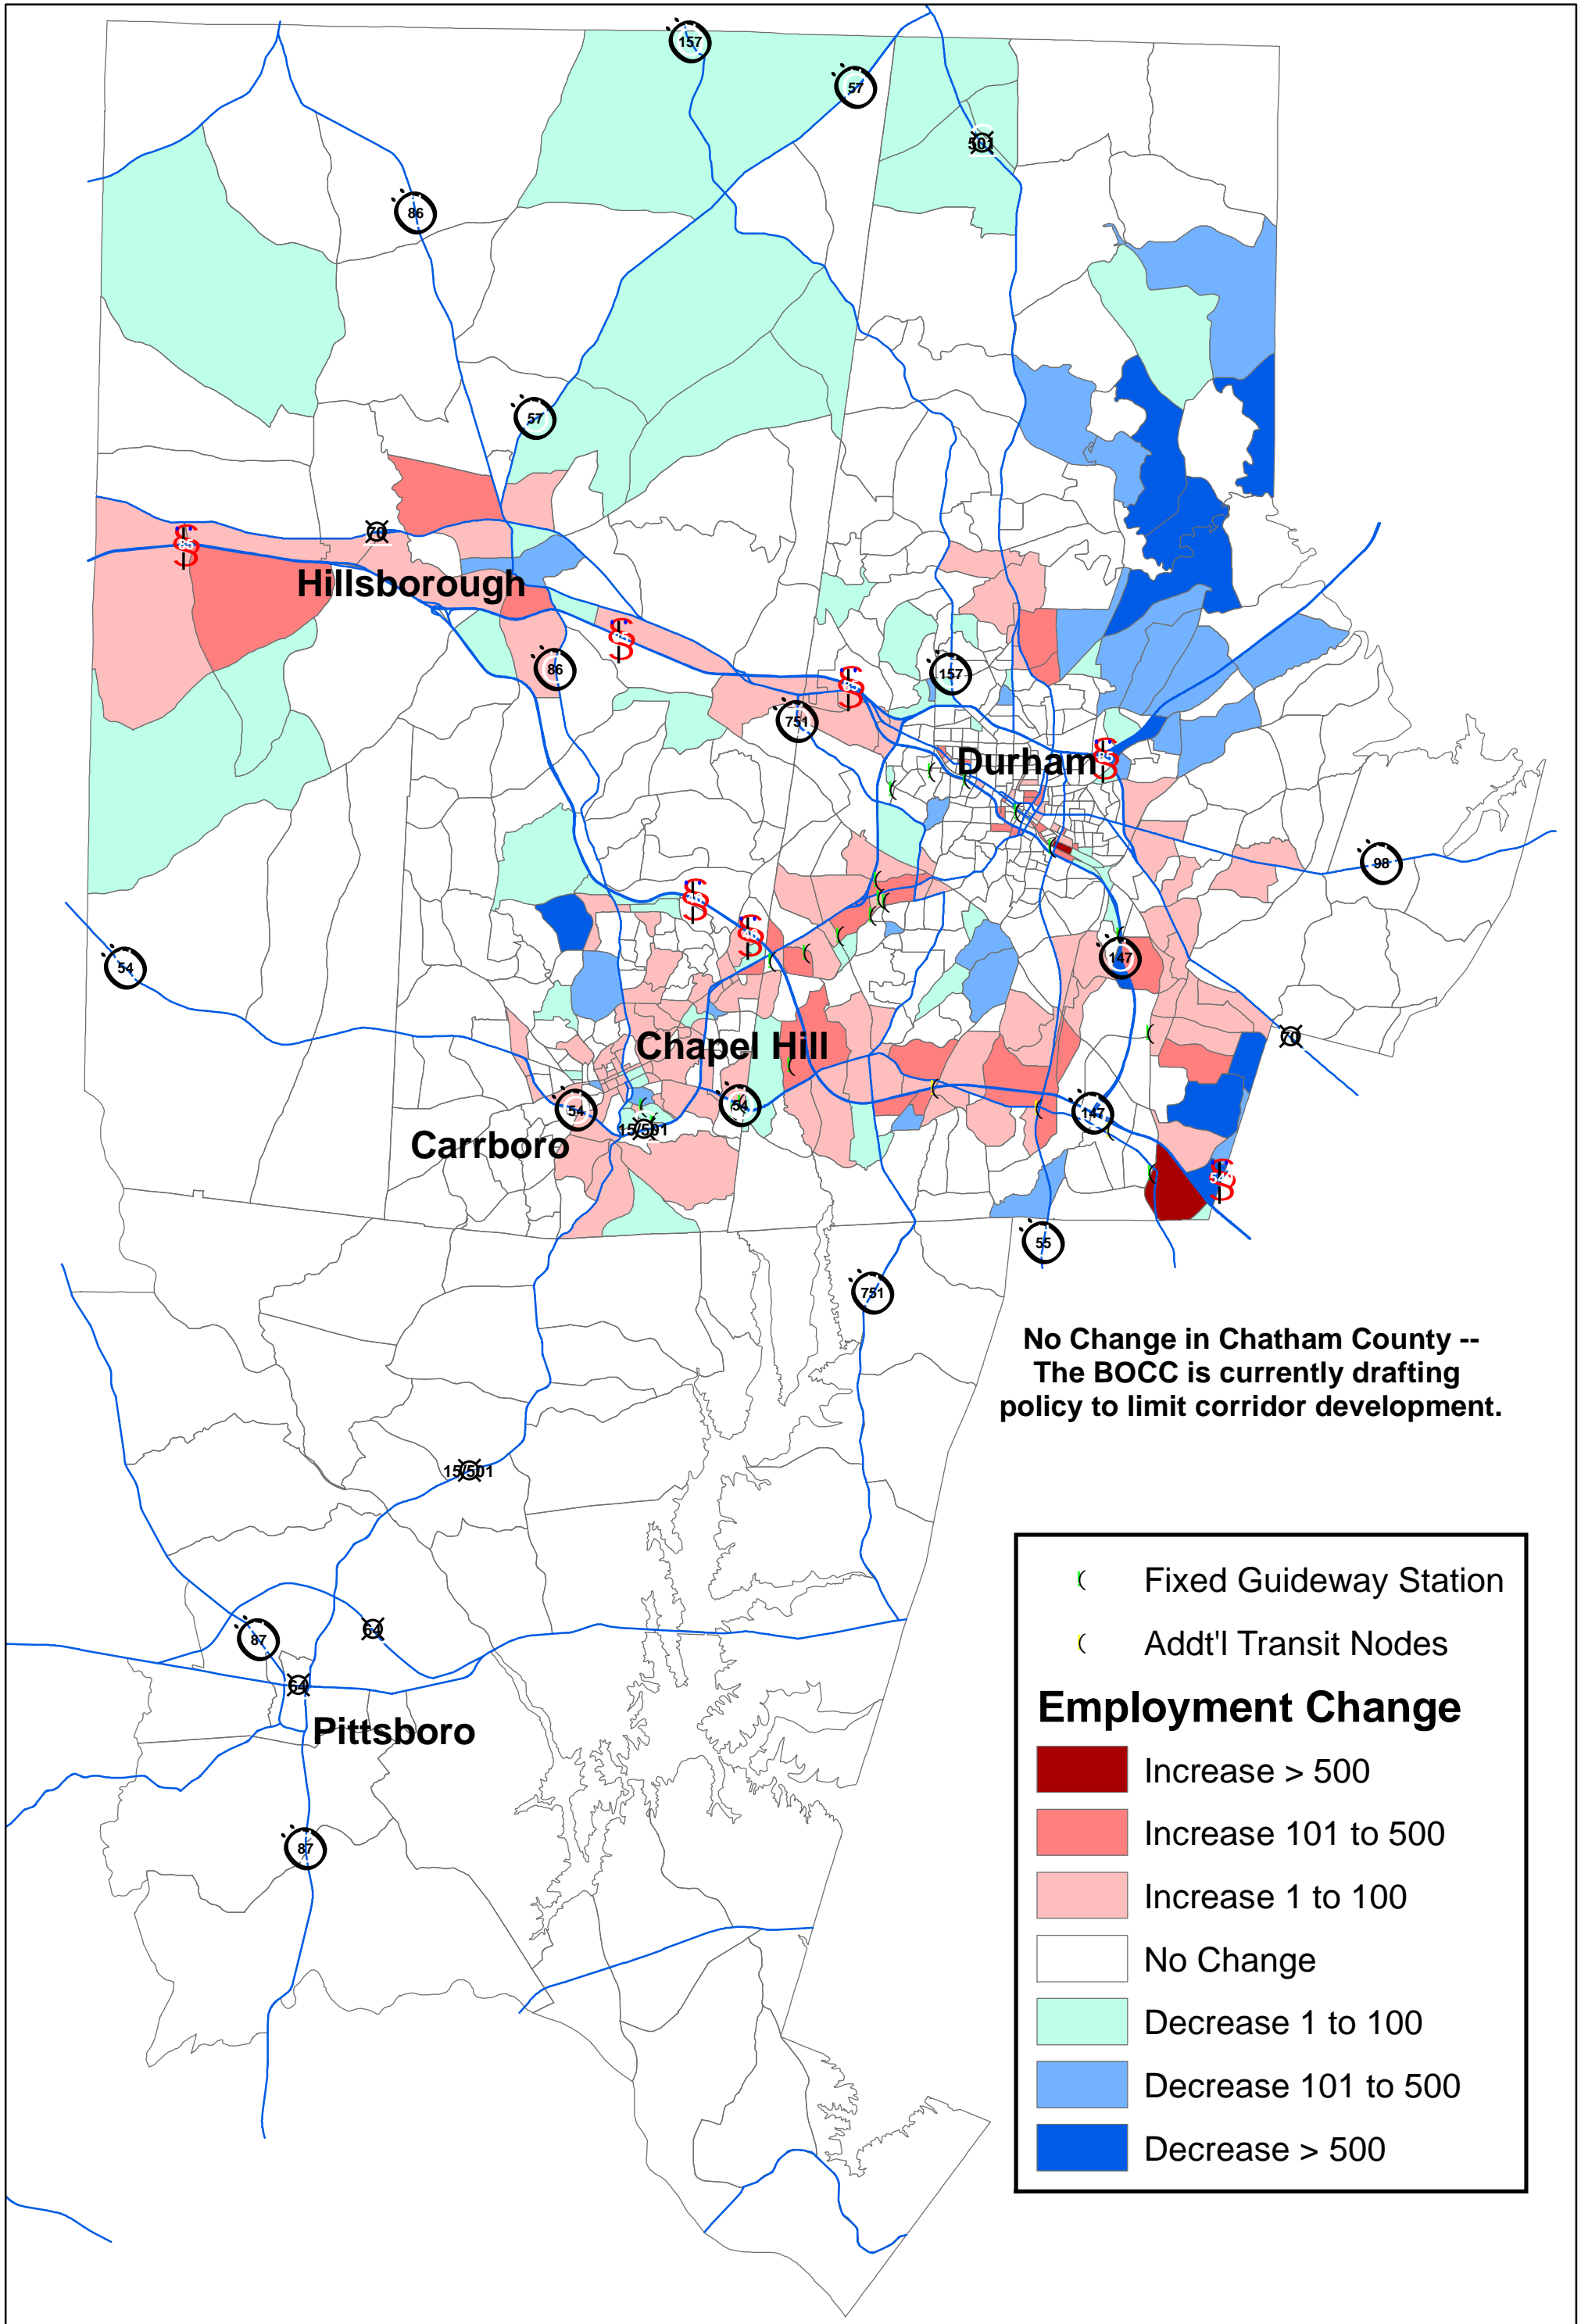 157
57
501
86
57
85
70
Hillsborough
85
86
85
157
751
Durham
85
98
54
147
70
Chapel Hill
54
54
147
15/501
Carrboro
55
751
No Change in Chatham County --
The BOCC is currently drafting
policy to limit corridor development.
15/501
Fixed Guideway Station
87
64
Addt'l Transit Nodes
64
Employment Change
Pittsboro
Increase > 500
Increase 101 to 500
87
Increase 1 to 100
No Change
Decrease 1 to 100
Decrease 101 to 500
Decrease > 500